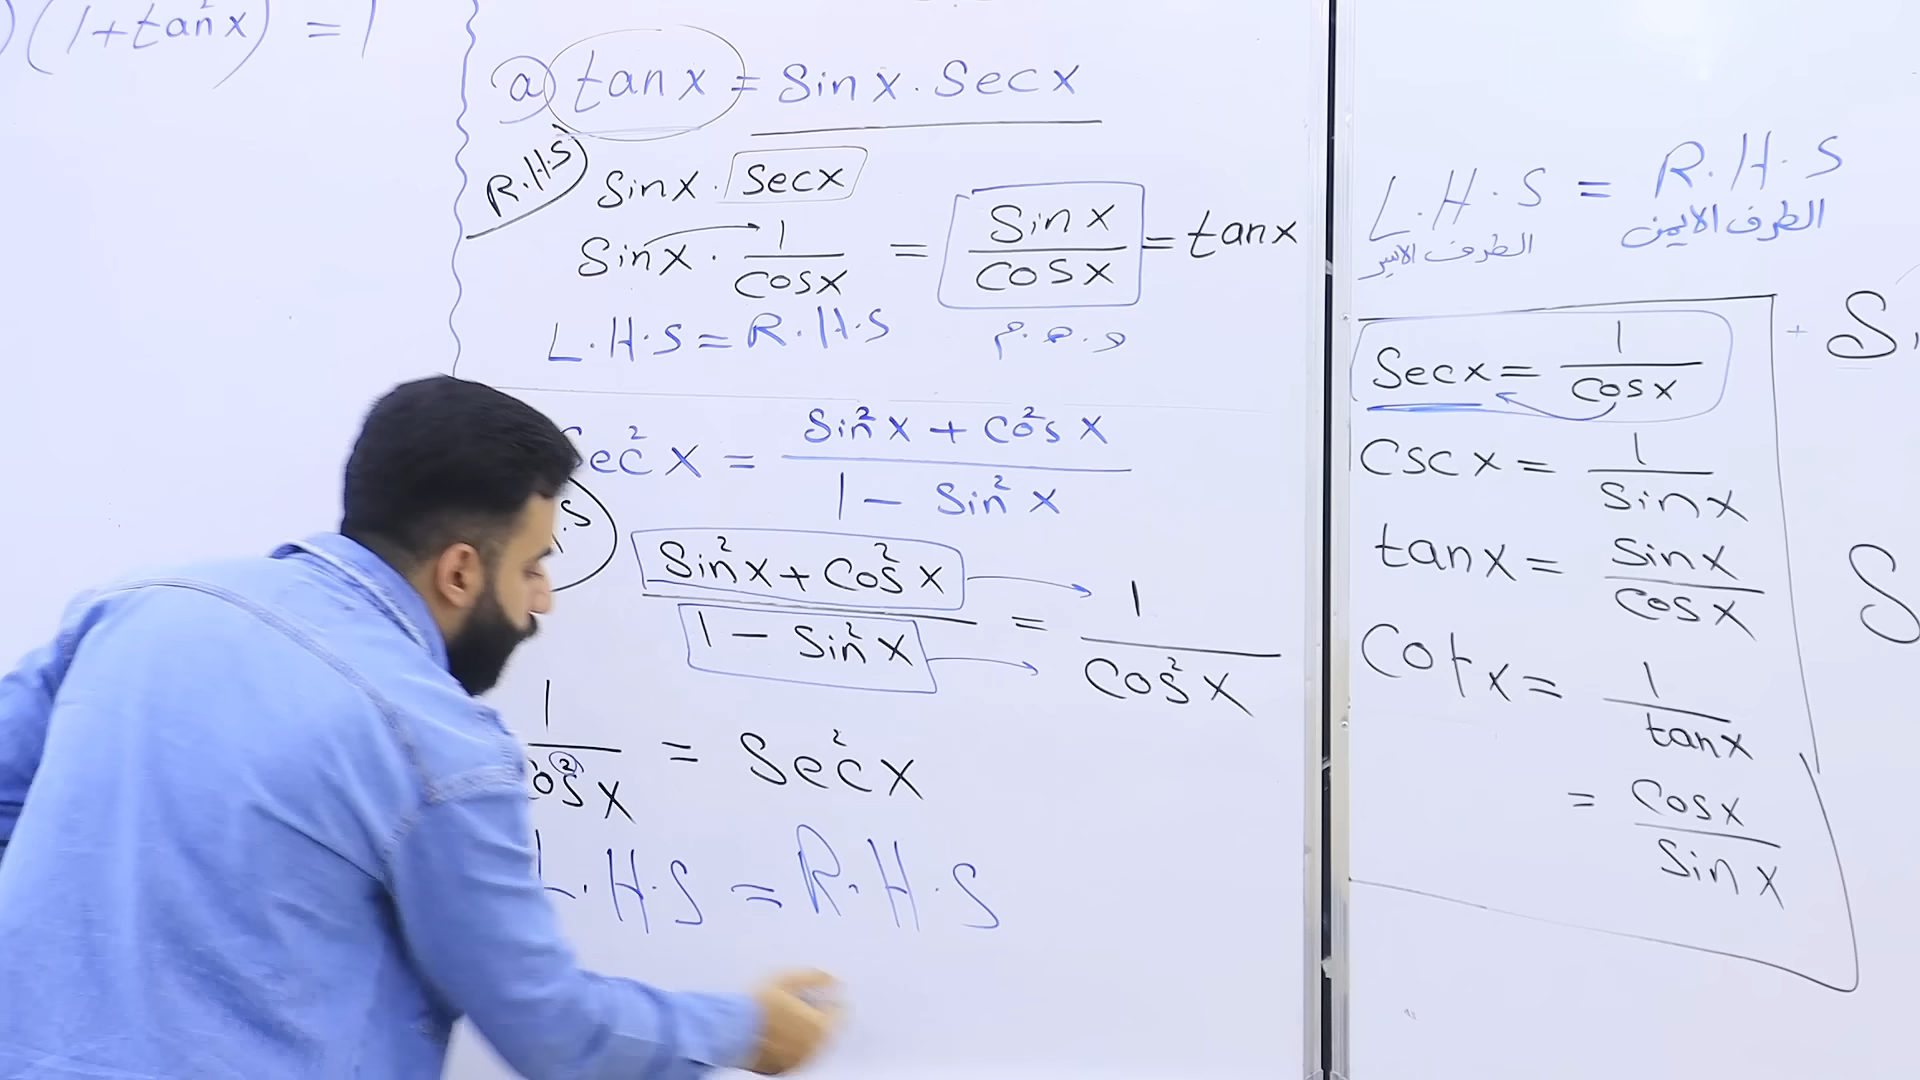 (1+tan²x) = 1
ⓐ tanx = Sinx . Secx
R.H.S
Sinx . Secx
Sinx . 1/cosx = Sinx/cosx = tanx
L.H.S = R.H.S و.ه.م
Sec²x = (Sin²x + Cos²x)/(1 - Sin²x)
(Sin²x + Cos²x)/(1 - Sin²x) = 1/Cos²x
1/cos²x = Sec²x
L.H.S = R.H.S
L.H.S = R.H.S
الطرف الايسر الطرف الايمن
Secx = 1/cosx
Cscx = 1/Sinx
tanx = Sinx/cosx
Cotx = 1/tanx
= Cosx/Sinx